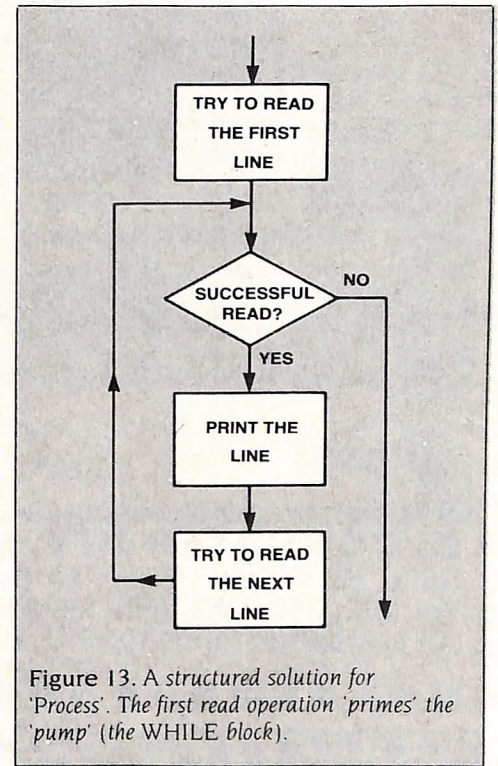 TRY TO READ
THE FIRST
LINE
SUCCESSFUL
READ?
NO
YES
PRINT THE
LINE
TRY TO READ
THE NEXT
LINE
Figure 13. A structured solution for
'Process'. The first read operation 'primes' the
'pump' (the WHILE block).